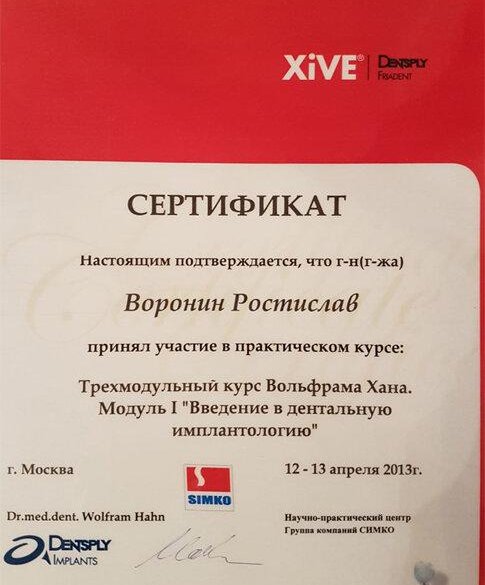 XiVE® DENTSPLY
FRIADENT
СЕРТИФИКАТ
Настоящим подтверждается, что г-н(г-жа)
Воронин Ростислав
принял участие в практическом курсе:
Трехмодульный курс Вольфрама Хана.
Модуль I "Введение в дентальную
имплантологию"
г. Москва
SIMKO
12 - 13 апреля 2013г.
Dr.med.dent. Wolfram Hahn
Научно-практический центр
Группа компаний СИМКО
DENTSPLY
IMPLANTS